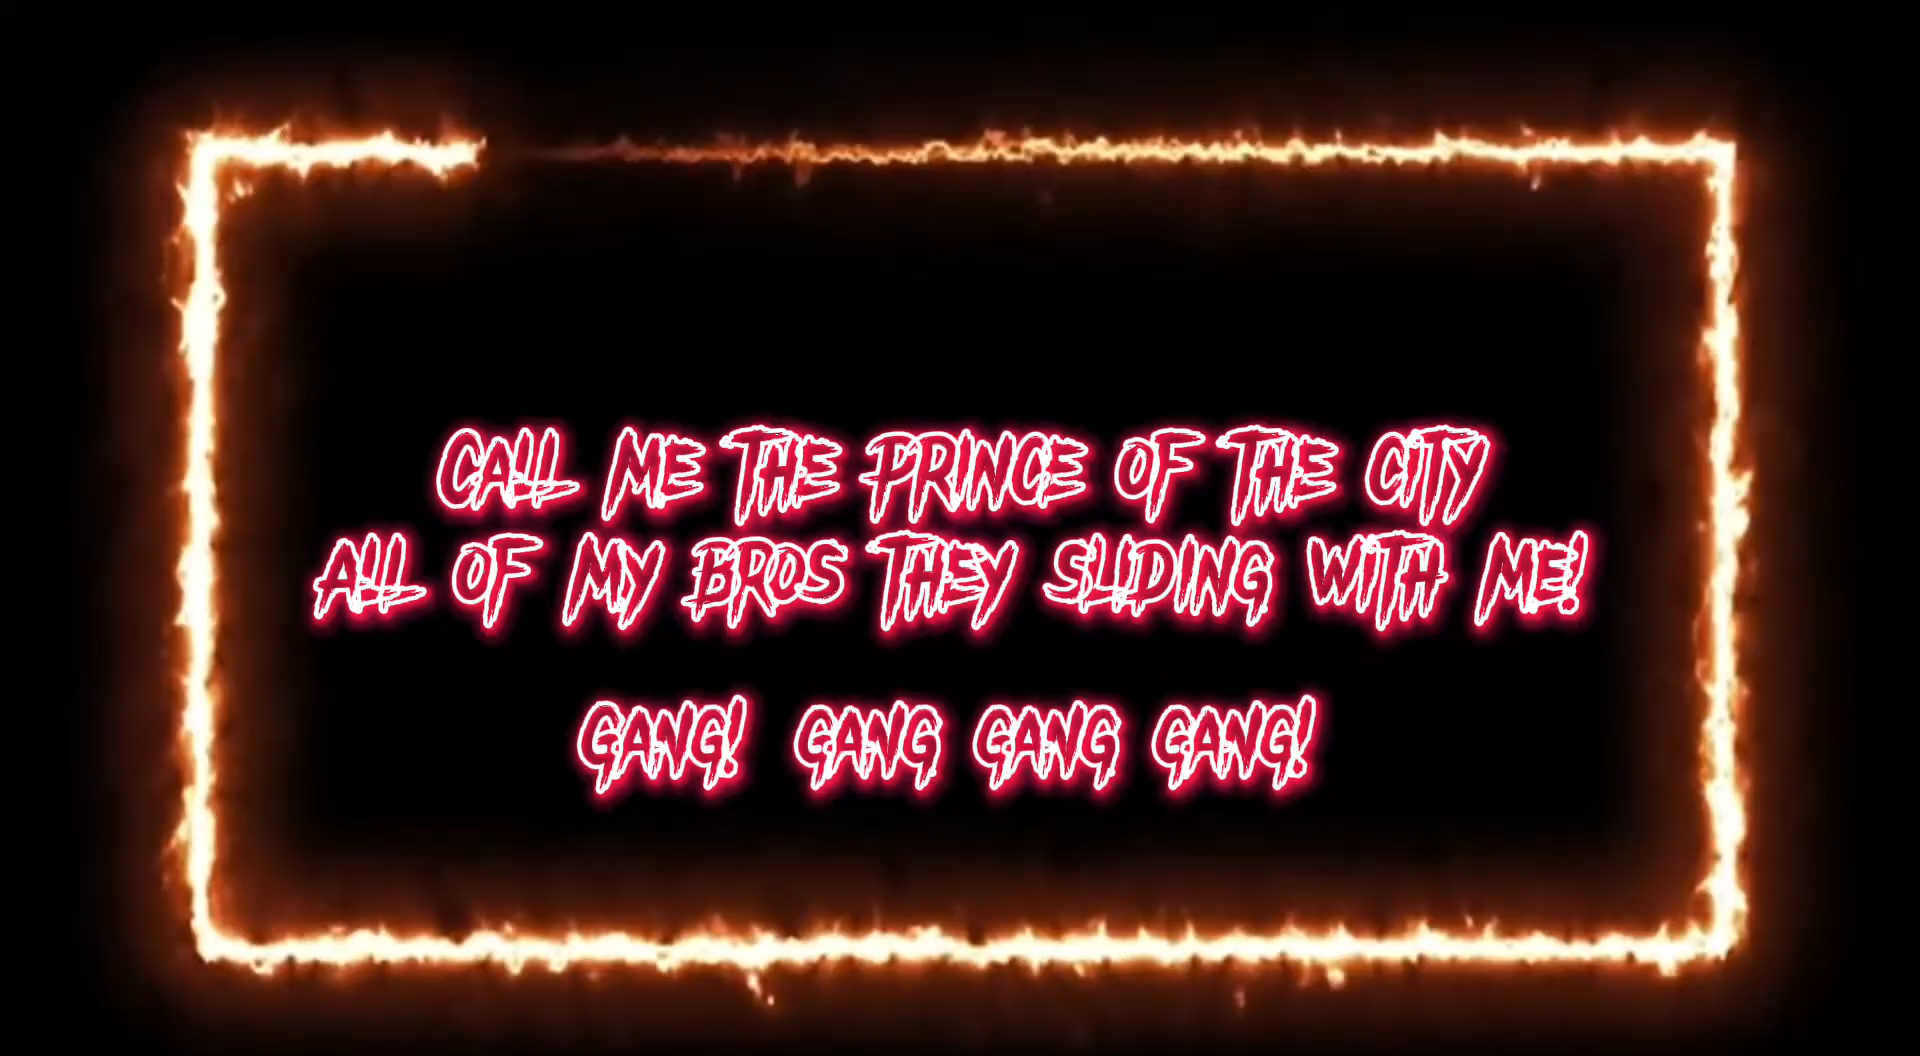 CALL ME THE PRINCE OF THE CITY
ALL OF MY BROS THEY SLIDING WITH ME!
GANG! GANG GANG GANG!